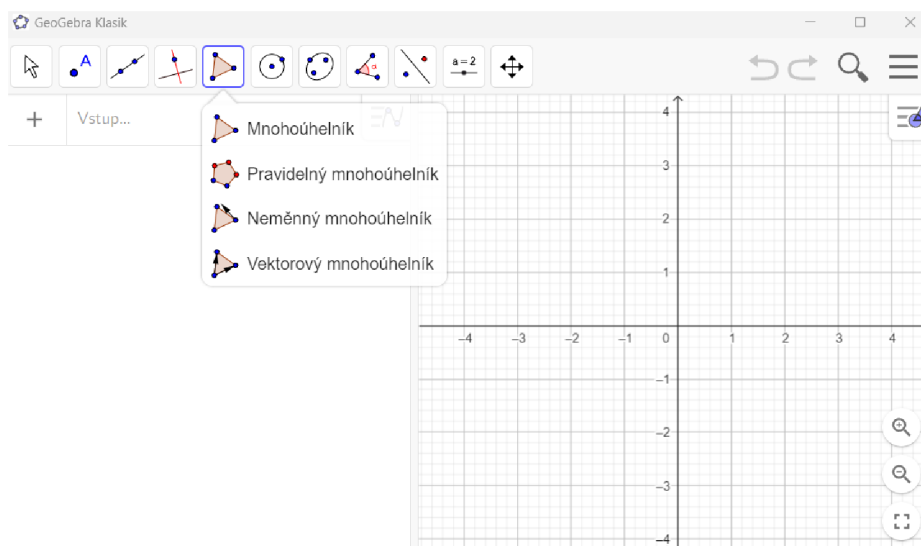 GeoGebra Klasik
A
α
a = 2
Vstup...
Mnohoúhelník
Pravidelný mnohoúhelník
Neměnný mnohoúhelník
Vektorový mnohoúhelník
4
3
2
1
–4 –3 –2 –1 0 1 2 3 4
–1
–2
–3
–4